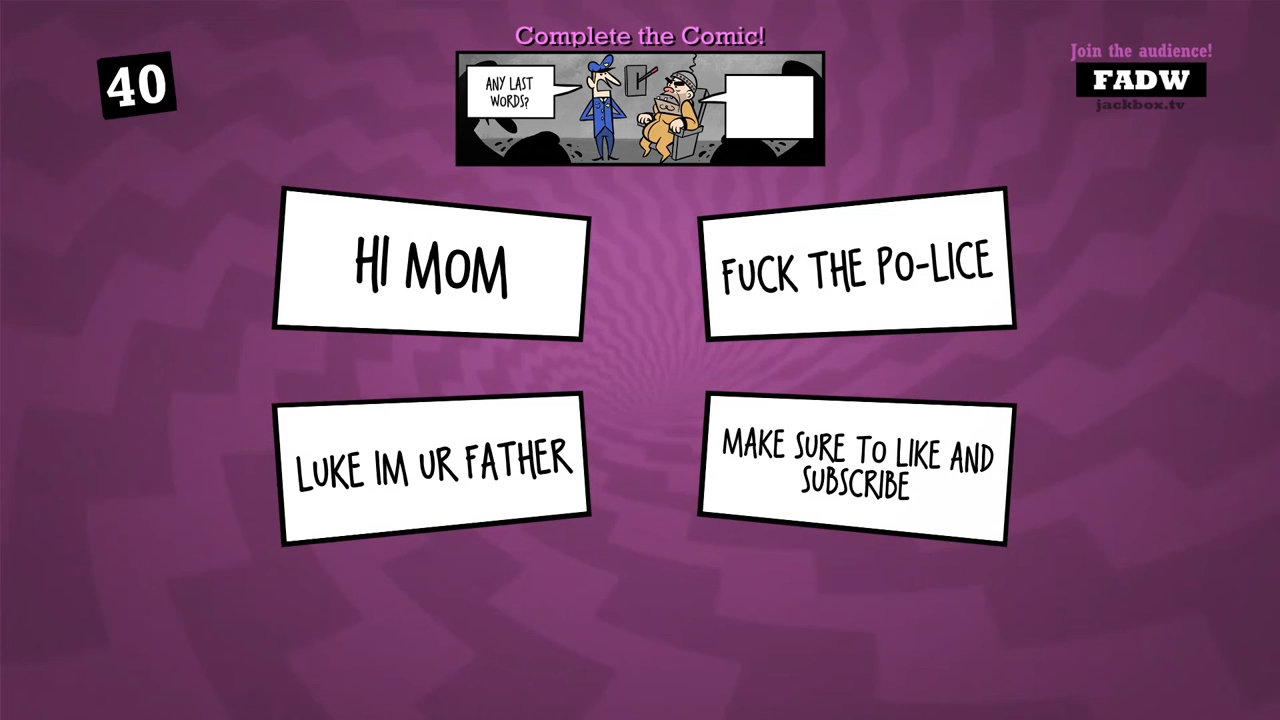 Complete the Comic!
40
ANY LAST
WORDS?
Join the audience!
FADW
jackbox.tv
HI MOM
FUCK THE PO-LICE
LUKE IM UR FATHER
MAKE SURE TO LIKE AND
SUBSCRIBE